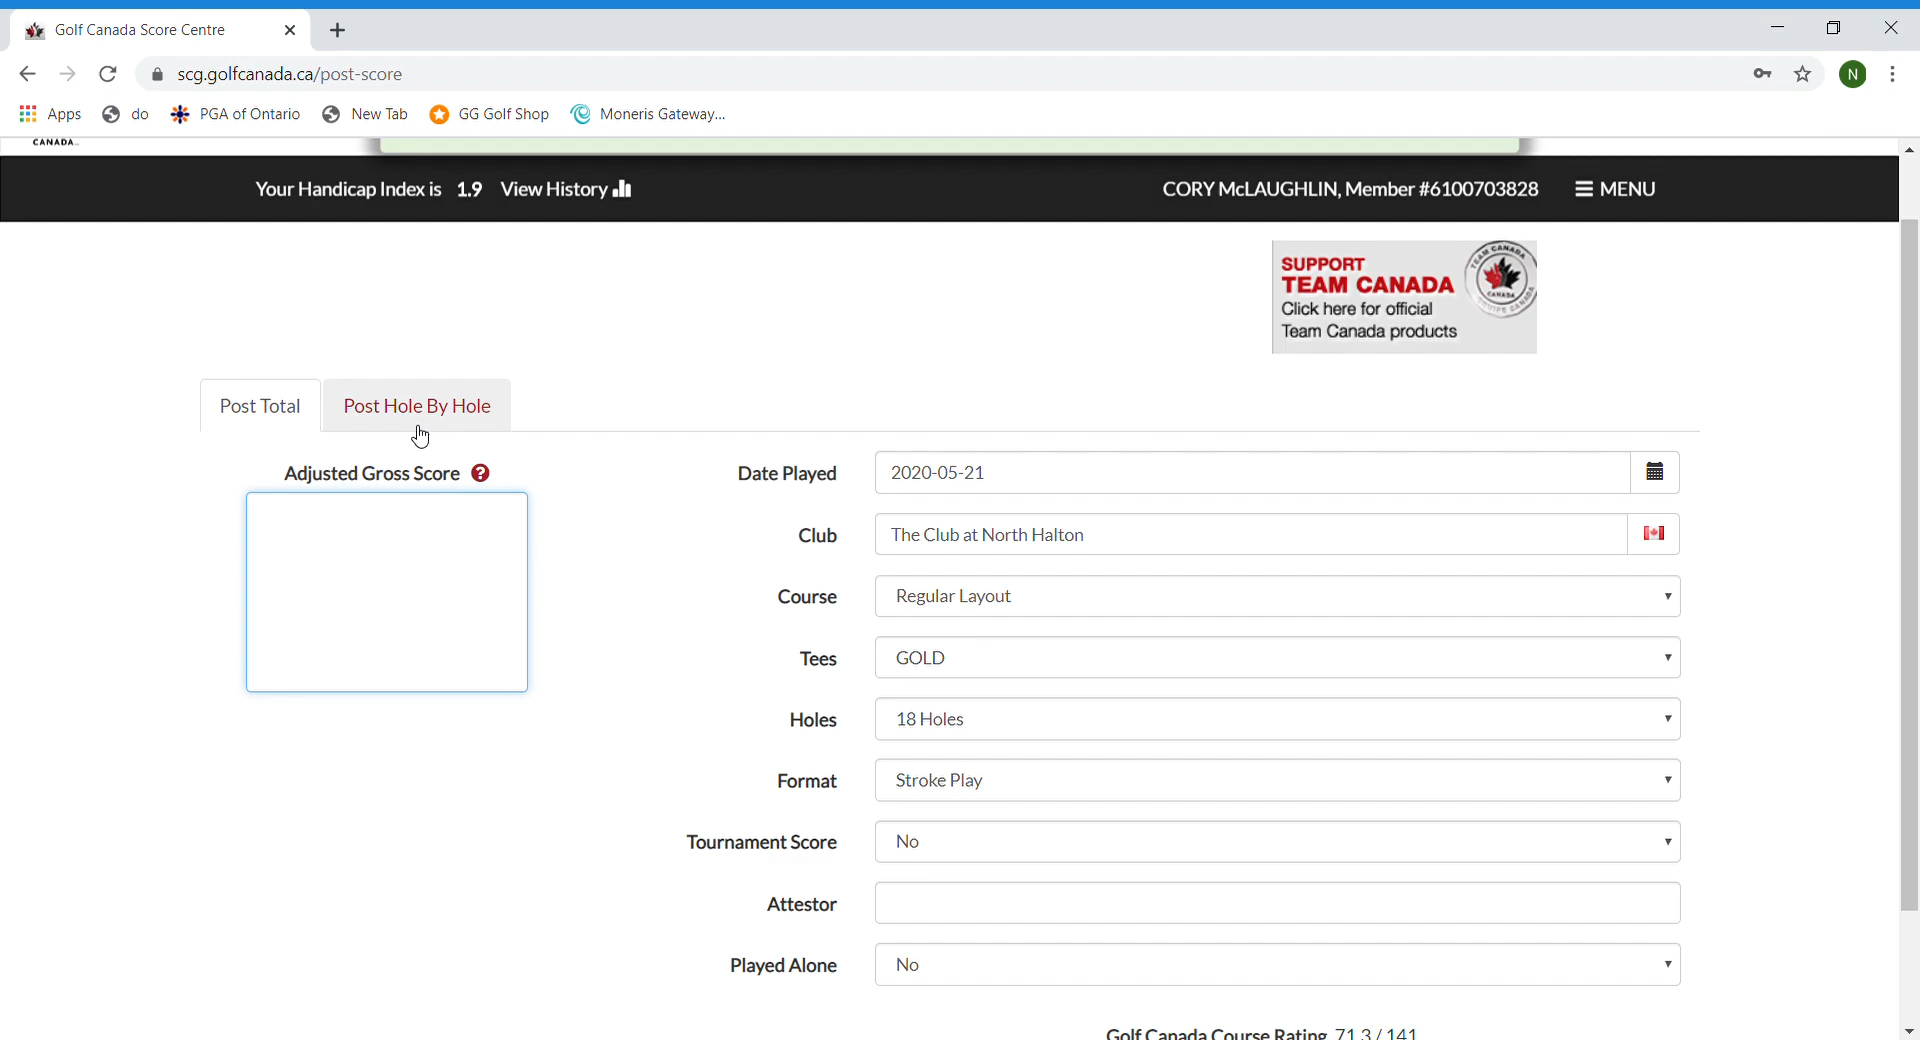 Golf Canada Score Centre
scg.golfcanada.ca/post-score
N
Apps do PGA of Ontario New Tab GG Golf Shop Moneris Gateway...
CANADA
Your Handicap Index is 1.9 View History CORY McLAUGHLIN, Member #6100703828 MENU
SUPPORT
TEAM CANADA
Click here for official
Team Canada products
TEAM CANADA
CANADA
Post Total Post Hole By Hole
Adjusted Gross Score ?
Date Played 2020-05-21
Club The Club at North Halton
Course Regular Layout
Tees GOLD
Holes 18 Holes
Format Stroke Play
Tournament Score No
Attestor
Played Alone No
Golf Canada Course Rating 71.3 / 141